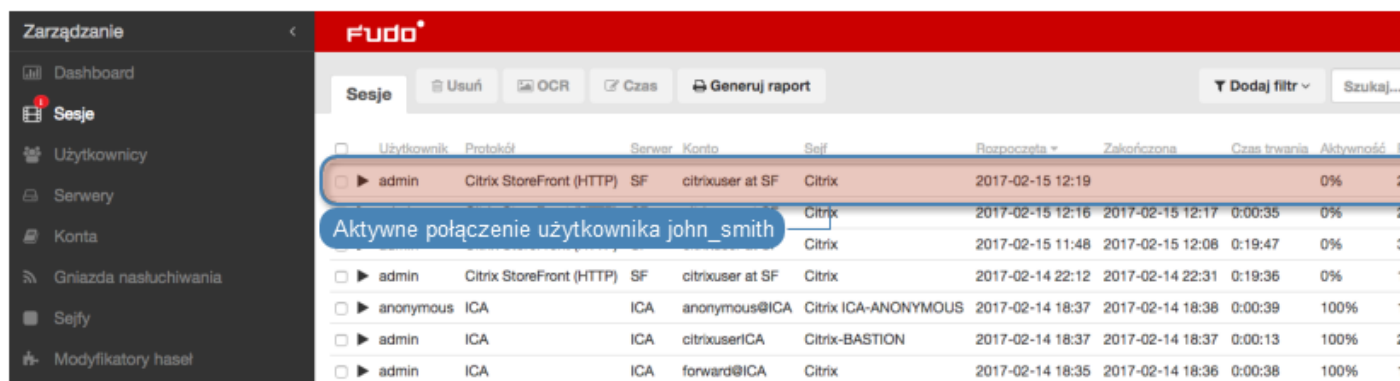 Zarządzanie
Fudo
Dashboard
Sesje
Usuń
OCR
Czas
Generuj raport
Dodaj filtr
Szukaj...
1
Sesje
Użytkownicy
Serwery
Konta
Gniazda nasłuchiwania
Sejfy
Modyfikatory haseł
Użytkownik Protokół Serwer Konto Sejf Rozpoczęta Zakończona Czas trwania Aktywność
admin Citrix StoreFront (HTTP) SF citrixuser at SF Citrix 2017-02-15 12:19 0%
Aktywne połączenie użytkownika john_smith
Citrix 2017-02-15 12:16 2017-02-15 12:17 0:00:35 0%
Citrix 2017-02-15 11:48 2017-02-15 12:08 0:19:47 0%
admin Citrix StoreFront (HTTP) SF citrixuser at SF Citrix 2017-02-14 22:12 2017-02-14 22:31 0:19:36 0%
anonymous ICA ICA anonymous@ICA Citrix ICA-ANONYMOUS 2017-02-14 18:37 2017-02-14 18:38 0:00:39 100%
admin ICA ICA citrixuserICA Citrix-BASTION 2017-02-14 18:37 2017-02-14 18:37 0:00:13 100%
admin ICA ICA forward@ICA Citrix 2017-02-14 18:35 2017-02-14 18:36 0:00:38 100%